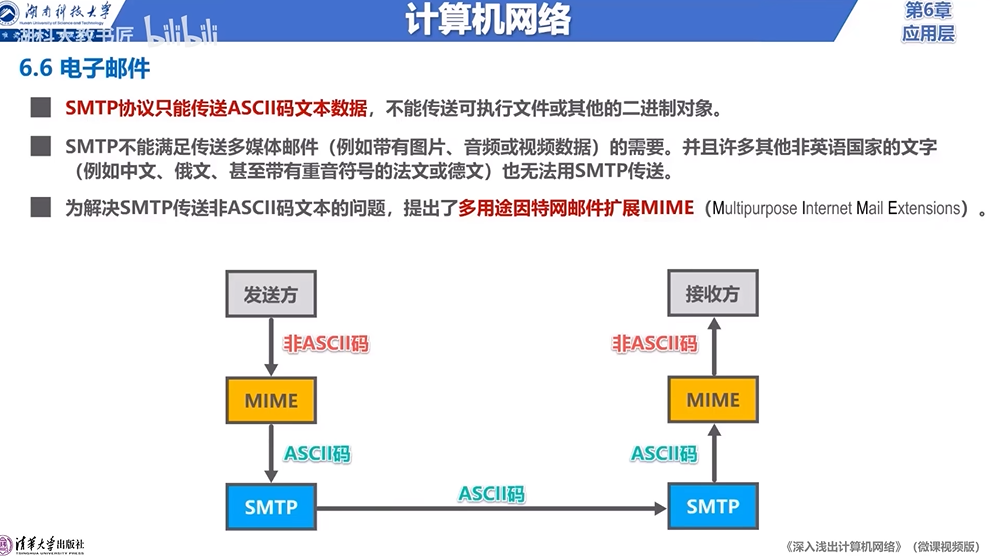 湖南科技大学
Hunan University of Science and Technology
湖科大教书匠 bilibili
计算机网络
第6章
应用层
6.6 电子邮件
SMTP协议只能传送ASCII码文本数据，不能传送可执行文件或其他的二进制对象。
SMTP不能满足传送多媒体邮件（例如带有图片、音频或视频数据）的需要。并且许多其他非英语国家的文字
（例如中文、俄文、甚至带有重音符号的法文或德文）也无法用SMTP传送。
为解决SMTP传送非ASCII码文本的问题，提出了多用途因特网邮件扩展MIME（Multipurpose Internet Mail Extensions）。
发送方 接收方
非ASCII码 非ASCII码
MIME MIME
ASCII码 ASCII码
SMTP ASCII码 SMTP
清华大学出版社
TSINGHUA UNIVERSITY PRESS
《深入浅出计算机网络》（微课视频版）